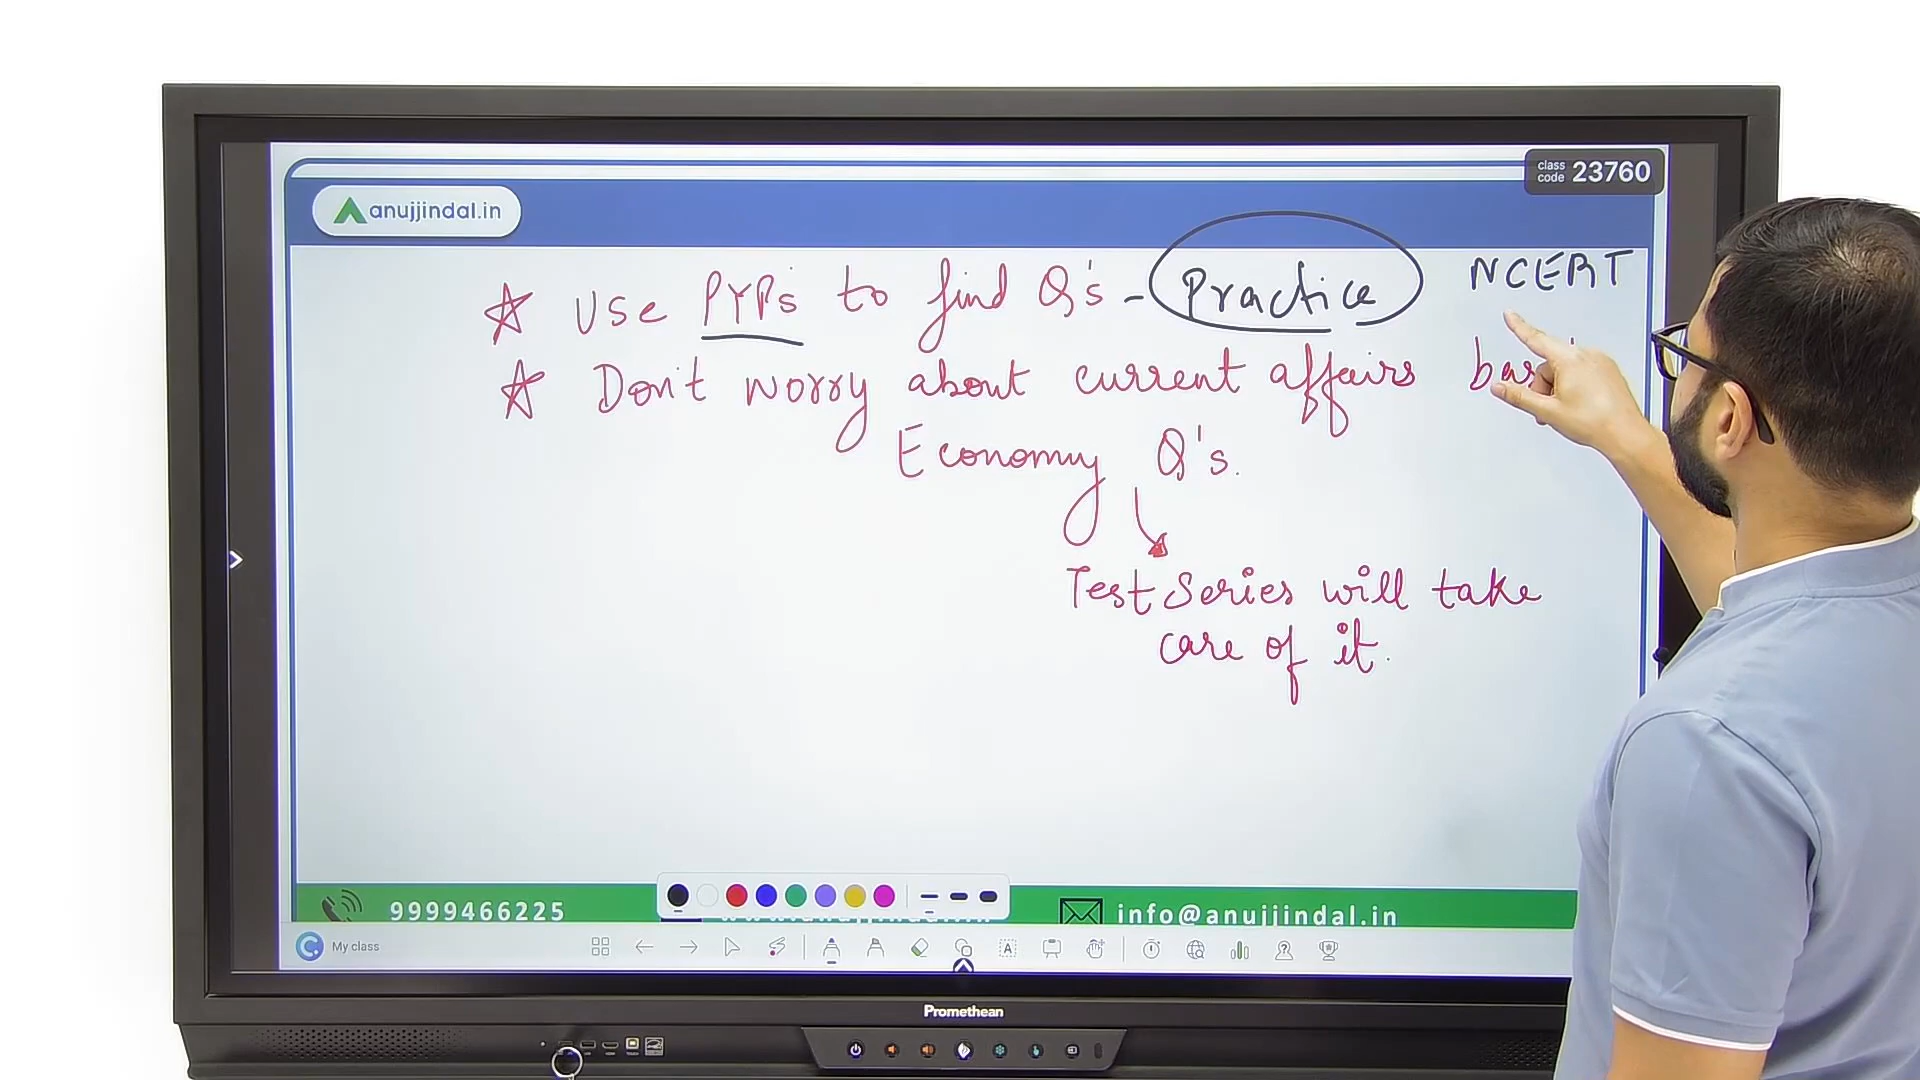 class code 23760
anujjindal.in
☆ Use PYPs to find Q's - Practice NCERT
☆ Don't worry about current affairs
Economy Q's.
Test Series will take
care of it.
9999466225
info@anujjindal.in
My class
Promethean